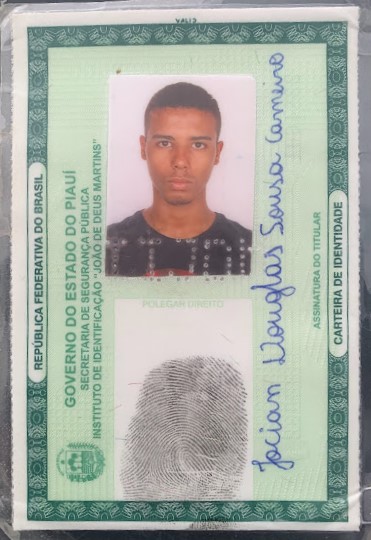 REPÚBLICA FEDERATIVA DO BRASIL
GOVERNO DO ESTADO DO PIAUÍ
SECRETARIA DE SEGURANÇA PÚBLICA
INSTITUTO DE IDENTIFICAÇÃO "JOÃO DE DEUS MARTINS"
POLEGAR DIREITO
Jocian Douglas Sousa Carneiro
ASSINATURA DO TITULAR
CARTEIRA DE IDENTIDADE